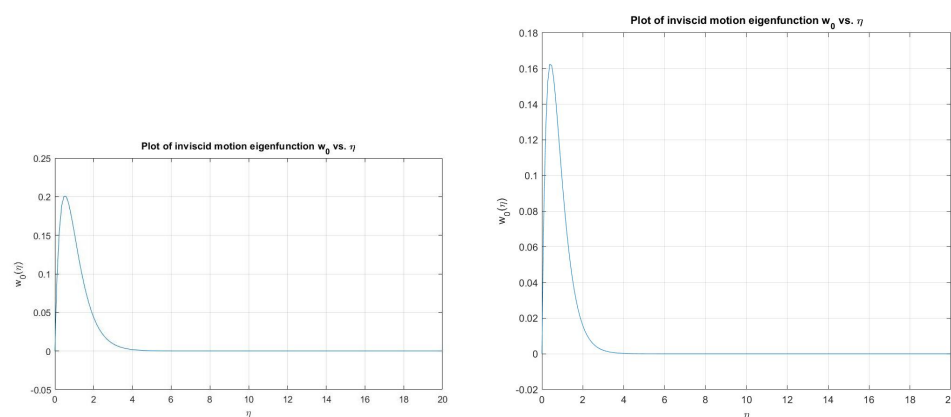 Plot of inviscid motion eigenfunction w0 vs. η
0.25
0.2
0.15
0.1
0.05
0
-0.05
w0(η)
0 2 4 6 8 10 12 14 16 18 20
η
Plot of inviscid motion eigenfunction w0 vs. η
0.18
0.16
0.14
0.12
0.1
0.08
0.06
0.04
0.02
0
-0.02
w0(η)
0 2 4 6 8 10 12 14 16 18
η